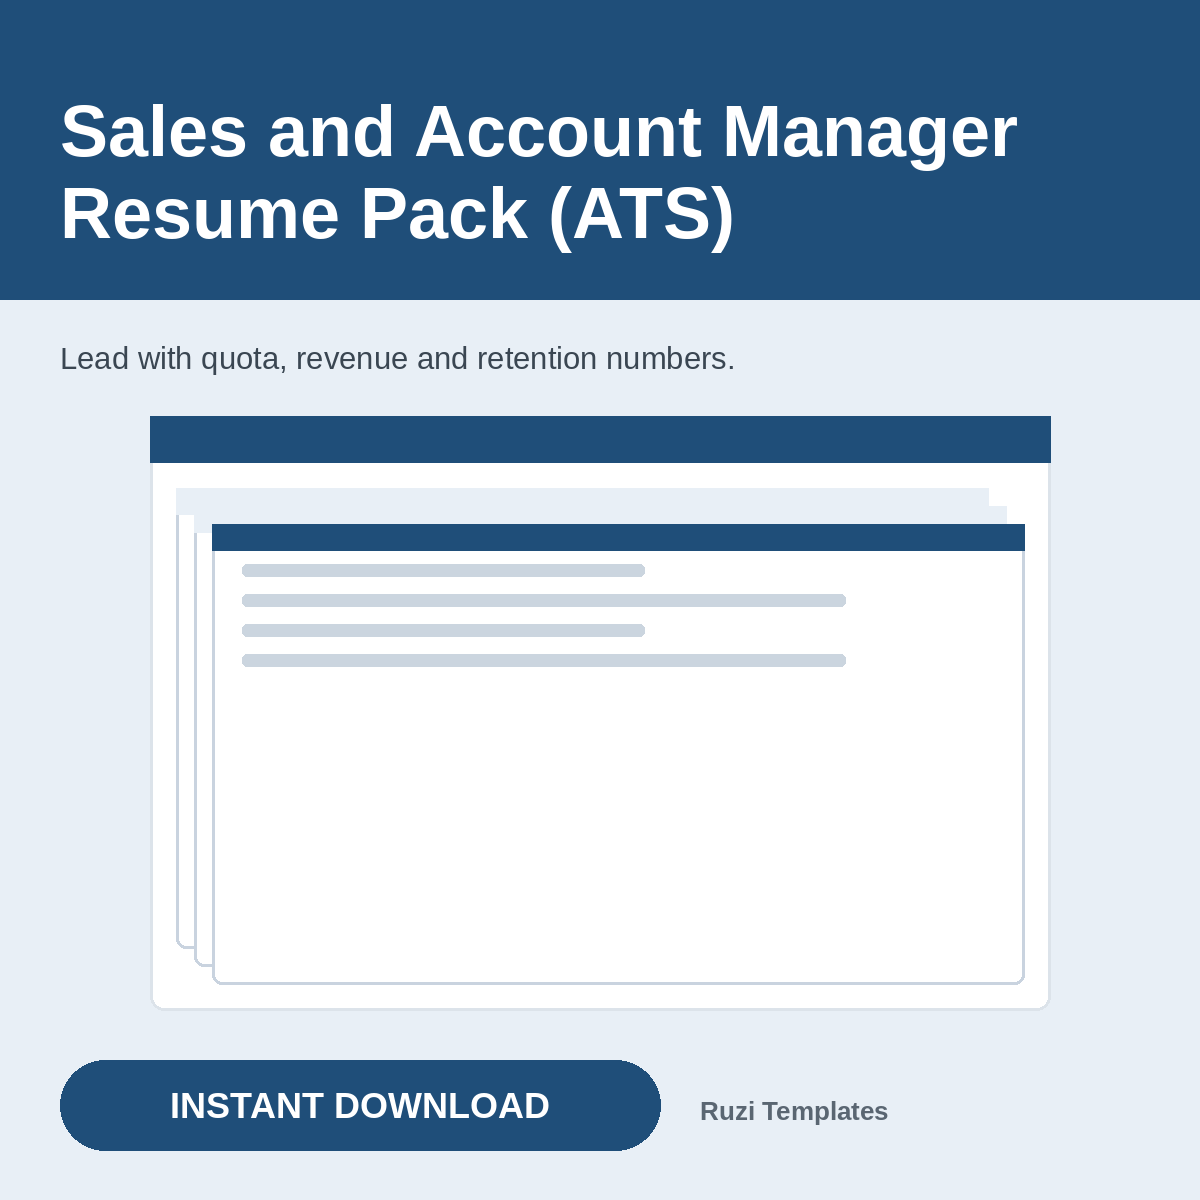 Sales and Account Manager
Resume Pack (ATS)
Lead with quota, revenue and retention numbers.
INSTANT DOWNLOAD
Ruzi Templates